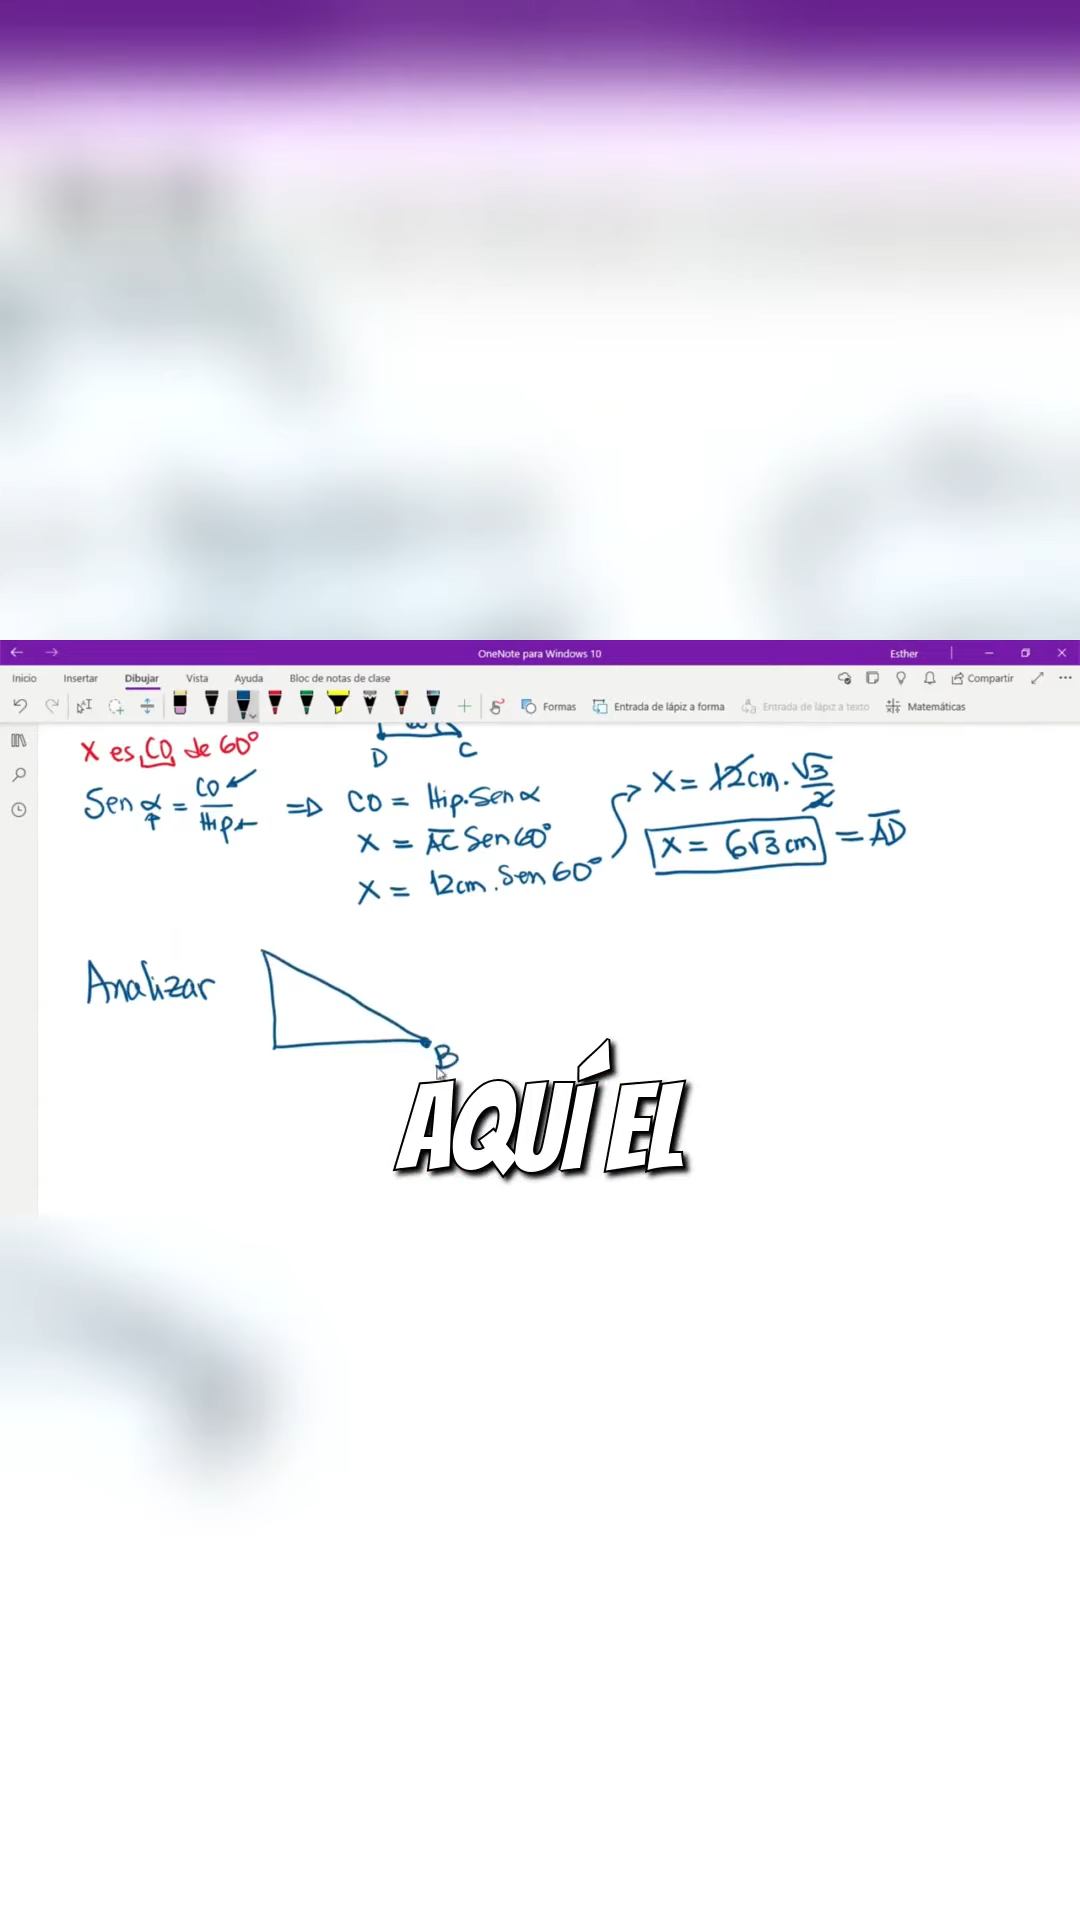 OneNote para Windows 10
Esther
Inicio Insertar Dibujar Vista Ayuda Bloc de notas de clase
Compartir
Formas Entrada de lápiz a forma Entrada de lápiz a texto Matemáticas
X es CO de 60°
D C
Sen α = CO / Hip ⇒ CO = Hip. Sen α
X = AC Sen 60°
X = 12cm . Sen 60°
X = 12cm . √3/2
X = 6√3 cm = AD
Analizar
B
AQUÍ EL